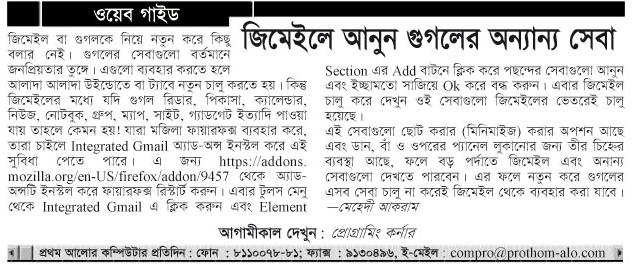 ওয়েব গাইড
জিমেইলে আনুন গুগলের অন্যান্য সেবা
জিমেইল বা গুগলকে নিয়ে নতুন করে কিছু
বলার নেই। গুগলের সেবাগুলো বর্তমানে
জনপ্রিয়তার তুঙ্গে। এগুলো ব্যবহার করতে হলে
আলাদা আলাদা উইন্ডোতে বা ট্যাবে নতুন চালু করতে হয়। কিন্তু
জিমেইলের মধ্যে যদি গুগল রিডার, পিকাসা, ক্যালেন্ডার,
নিউজ, নোটবুক, গ্রুপ, ম্যাপ, সাইট, গ্যাডগেট ইত্যাদি পাওয়া
যায় তাহলে কেমন হয়! যারা মজিলা ফায়ারফক্স ব্যবহার করে,
তারা চাইলে Integrated Gmail অ্যাড-অন্স ইনস্টল করে এই
সুবিধা পেতে পারে। এ জন্য https://addons.
mozilla.org/en-US/firefox/addon/9457 থেকে অ্যাড-
অন্সটি ইনস্টল করে ফায়ারফক্স রিস্টার্ট করুন। এবার টুলস মেনু
থেকে Integrated Gmail এ ক্লিক করুন এবং Element
Section এর Add বাটনে ক্লিক করে পছন্দের সেবাগুলো আনুন
এবং ইচ্ছামতো সাজিয়ে Ok করে বন্ধ করুন। এবার জিমেইল
চালু করে দেখুন ওই সেবাগুলো জিমেইলের ভেতরেই চালু
হয়েছে।
এই সেবাগুলো ছোট করার (মিনিমাইজ) করার অপশন আছে
এবং ডান, বাঁ ও ওপরের প্যানেল লুকানোর জন্য তীর চিহ্নের
ব্যবস্থা আছে, ফলে বড় পর্দাতে জিমেইল এবং অন্যান্য
সেবাগুলো দেখতে পারবেন। এর ফলে নতুন করে গুগলের
এসব সেবা চালু না করেই জিমেইল থেকে ব্যবহার করা যাবে।
—মেহেদী আকরাম
আগামীকাল দেখুন : প্রোগ্রামিং কর্নার
প্রথম আলোর কম্পিউটার প্রতিদিন : ফোন : ৮১১০০৭৮-৮১; ফ্যাক্স : ৯১৩০৪৯৬, ই-মেইল : compro@prothom-alo.com